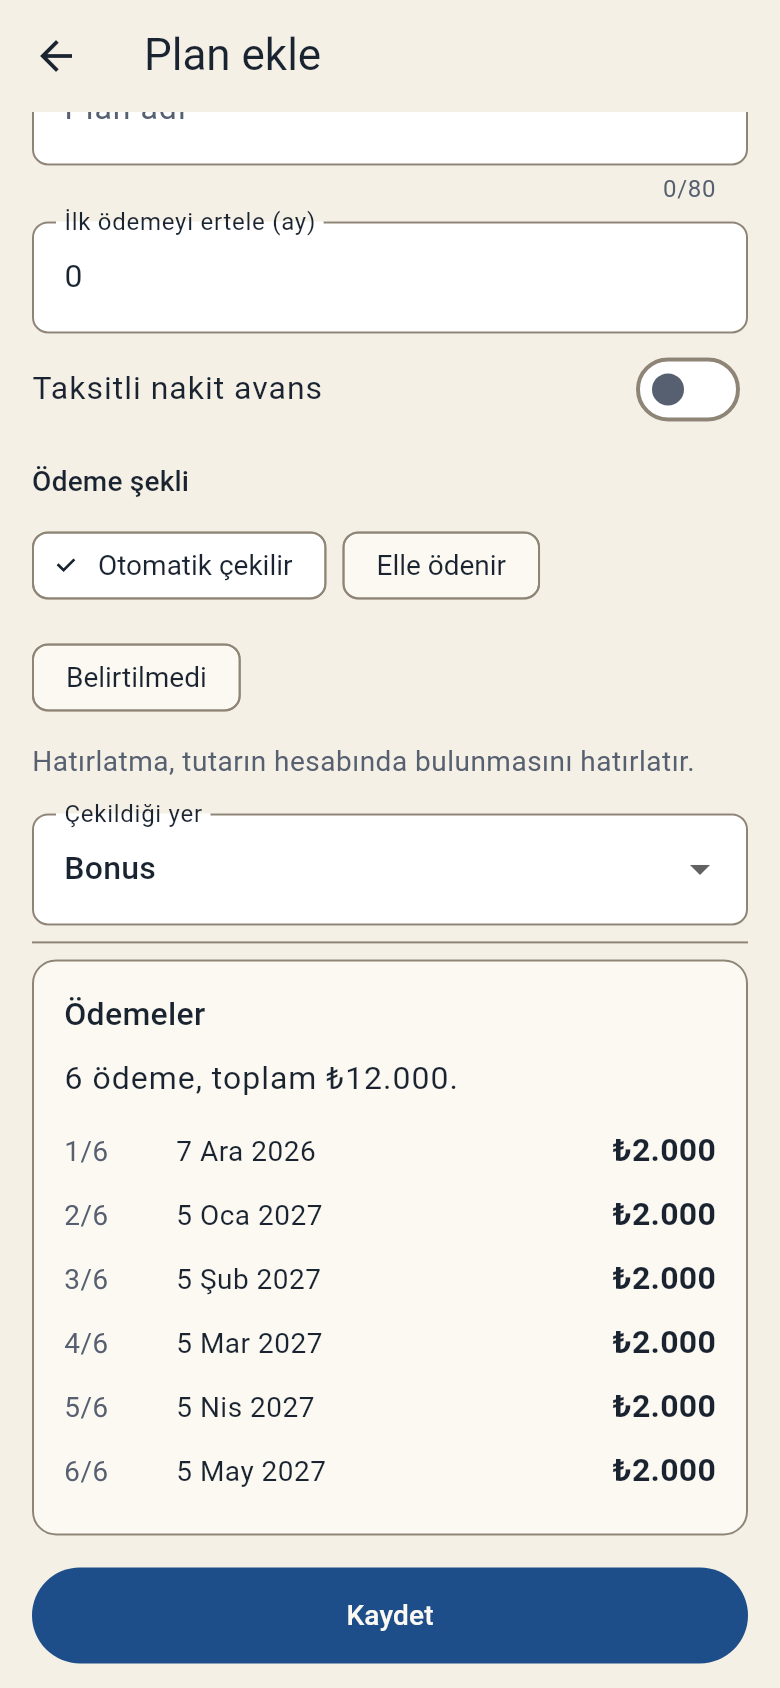 Plan ekle
Plan adı
0/80
İlk ödemeyi ertele (ay)
0
Taksitli nakit avans
Ödeme şekli
Otomatik çekilir
Elle ödenir
Belirtilmedi
Hatırlatma, tutarın hesabında bulunmasını hatırlatır.
Çekildiği yer
Bonus
Ödemeler
6 ödeme, toplam ₺12.000.
1/6 7 Ara 2026 ₺2.000
2/6 5 Oca 2027 ₺2.000
3/6 5 Şub 2027 ₺2.000
4/6 5 Mar 2027 ₺2.000
5/6 5 Nis 2027 ₺2.000
6/6 5 May 2027 ₺2.000
Kaydet